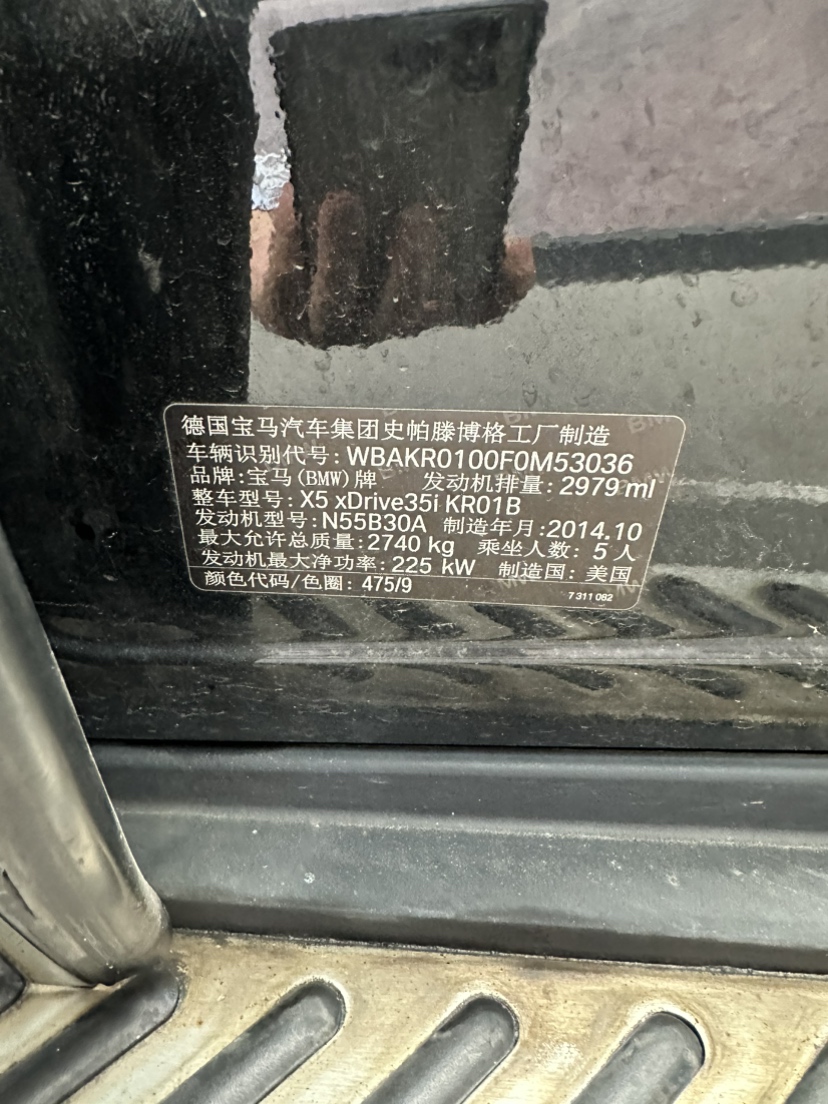 德国宝马汽车集团史帕滕博格工厂制造
车辆识别代号: WBAKR0100F0M53036
品牌:宝马(BMW)牌 发动机排量: 2979 ml
整车型号: X5 xDrive35i KR01B
发动机型号: N55B30A 制造年月:2014.10
最大允许总质量: 2740 kg 乘坐人数: 5 人
发动机最大净功率: 225 kW 制造国: 美国
颜色代码/色圈: 475/9 7 311 082